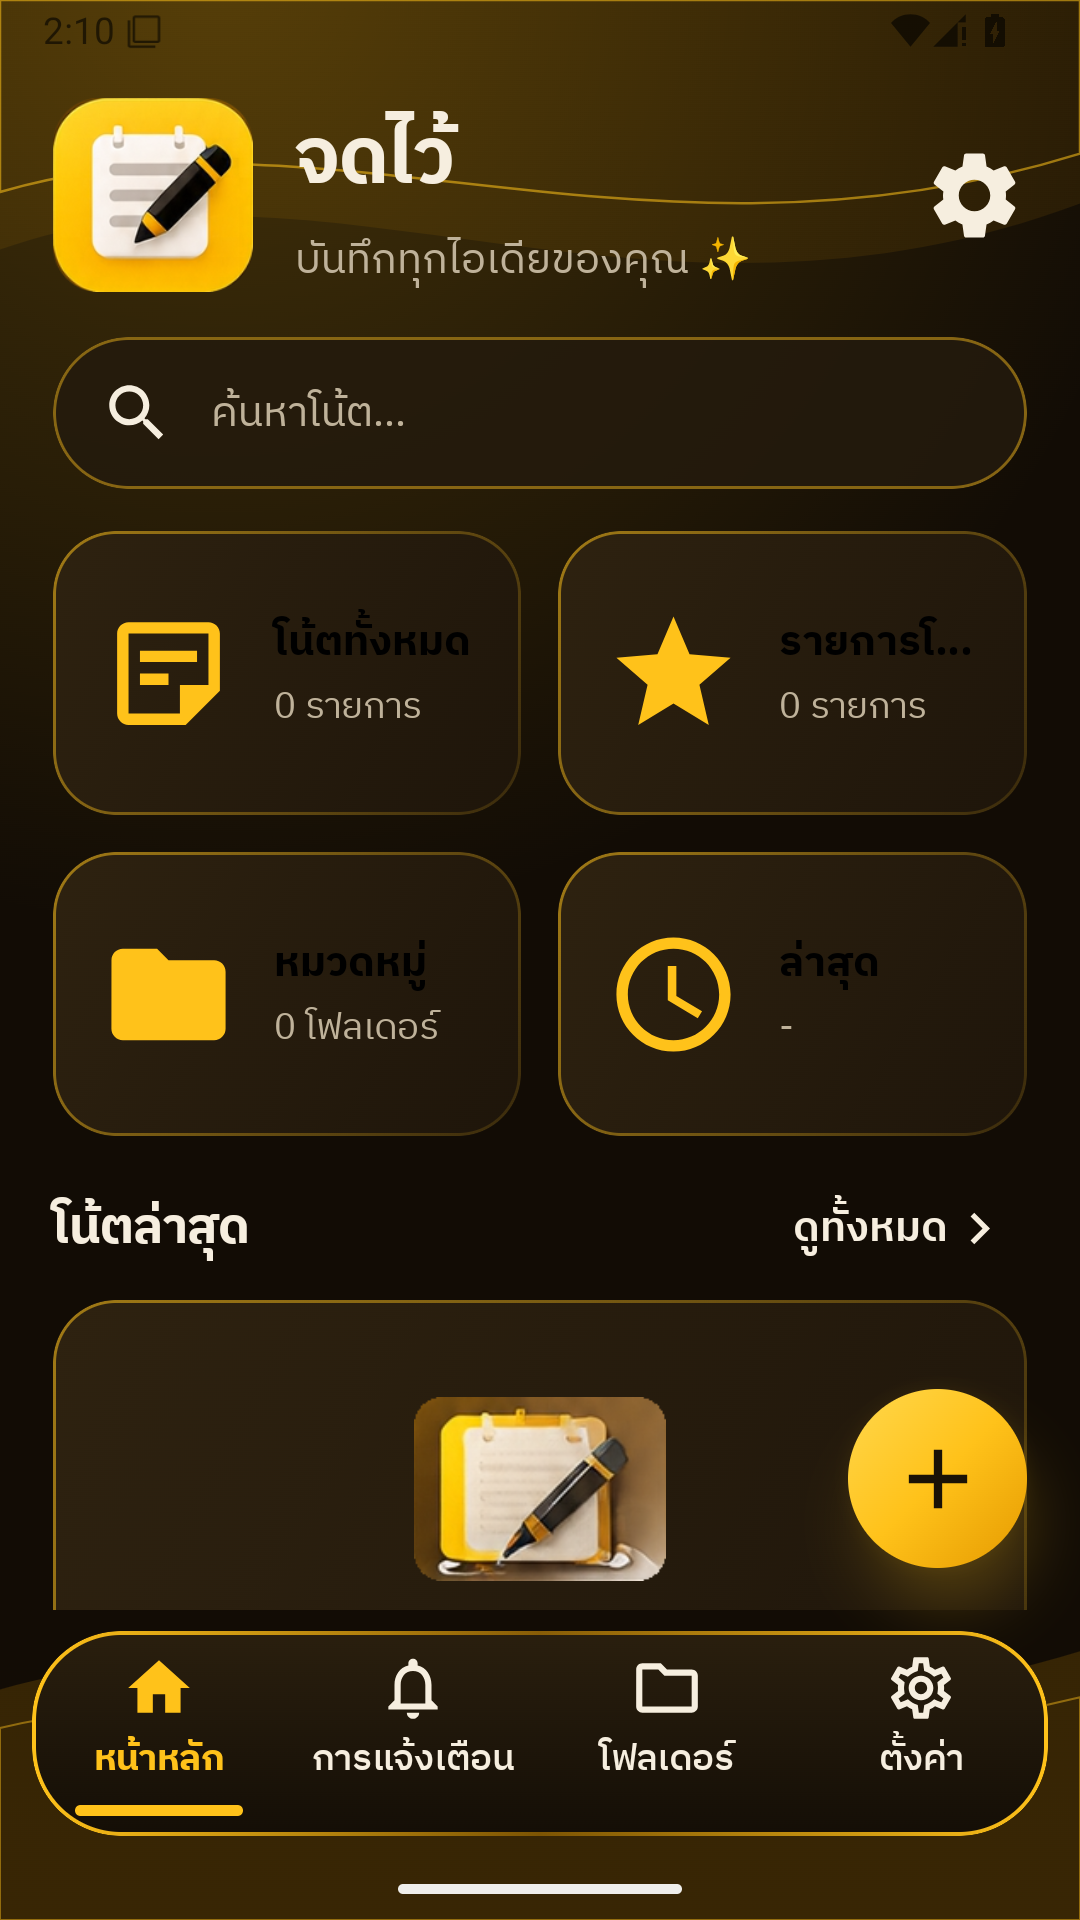 2:10
จดไว้
บันทึกทุกไอเดียของคุณ ✨
ค้นหาโน้ต...
โน้ตทั้งหมด
0 รายการ
รายการโ...
0 รายการ
หมวดหมู่
0 โฟลเดอร์
ล่าสุด
-
โน้ตล่าสุด
ดูทั้งหมด
หน้าหลัก
การแจ้งเตือน
โฟลเดอร์
ตั้งค่า